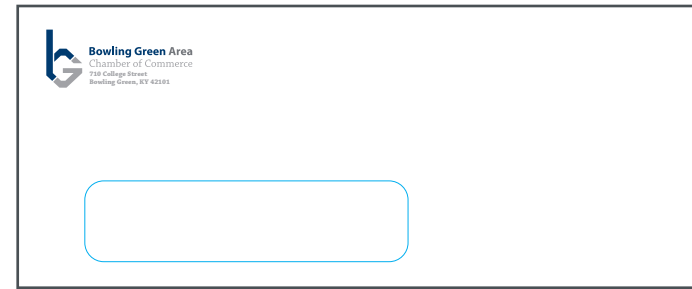 Bowling Green Area
Chamber of Commerce
710 College Street
Bowling Green, KY 42101